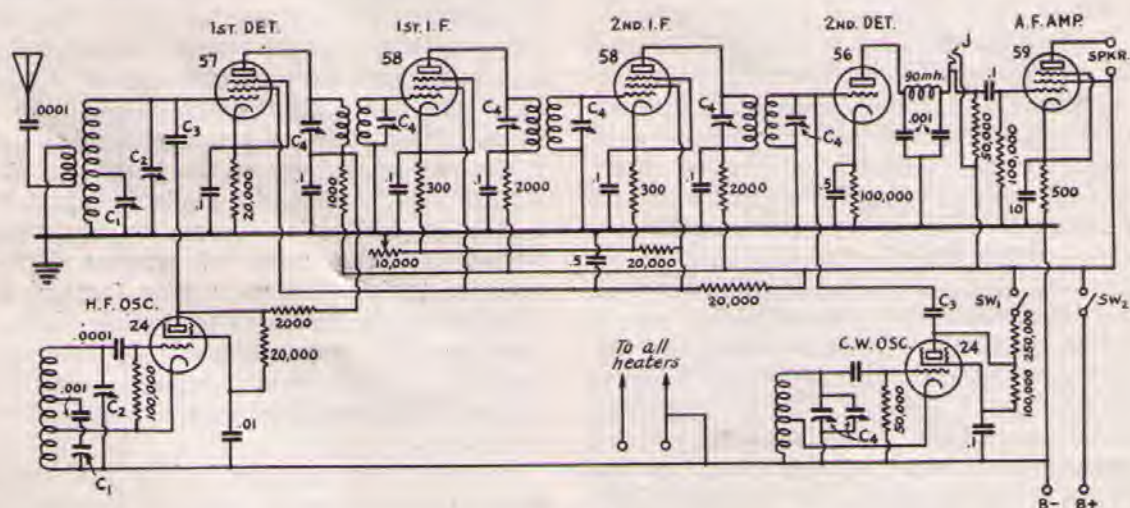 1ST. DET.
1ST. I.F.
2ND. I.F.
2ND. DET.
A.F. AMP.
57
58
58
56
59
J
SPKR.
90mh.
.1
.0001
C3
C2
C1
C4
C4
C4
C4
C4
C4
.001
50,000
100,000
.1
20,000
.1
1000
.1
300
.1
2000
.1
300
.1
2000
.5
100,000
10
500
10,000
.5
20,000
20,000
H.F. OSC.
24
2000
20,000
.0001
100,000
.001
C2
C1
.01
To all
heaters
C.W. OSC.
24
C3
SW1
SW2
250,000
100,000
50,000
C4
.1
B-
B+